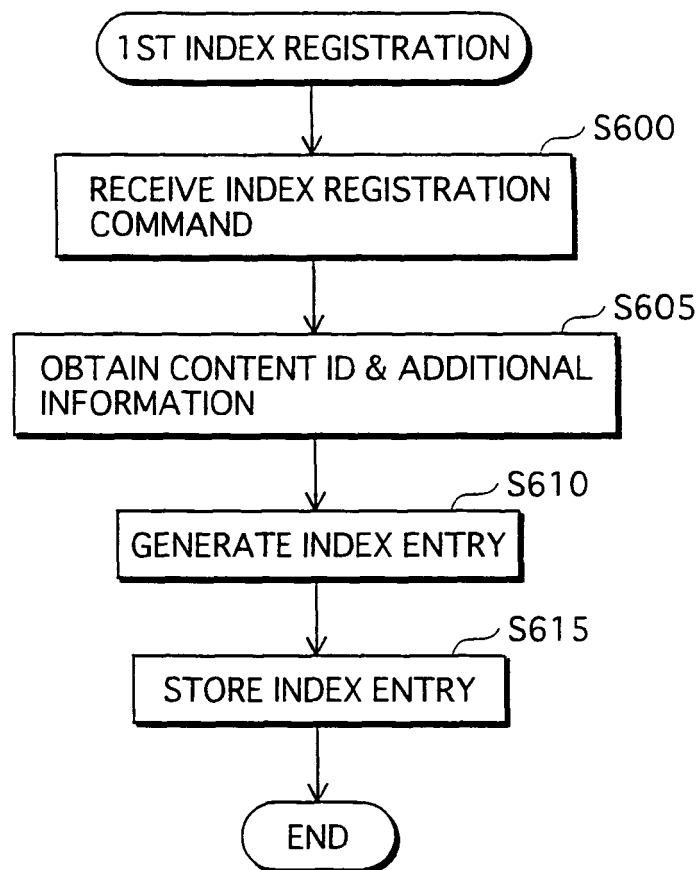 1ST INDEX REGISTRATION
S600
RECEIVE INDEX REGISTRATION
COMMAND
S605
OBTAIN CONTENT ID & ADDITIONAL
INFORMATION
S610
GENERATE INDEX ENTRY
S615
STORE INDEX ENTRY
END